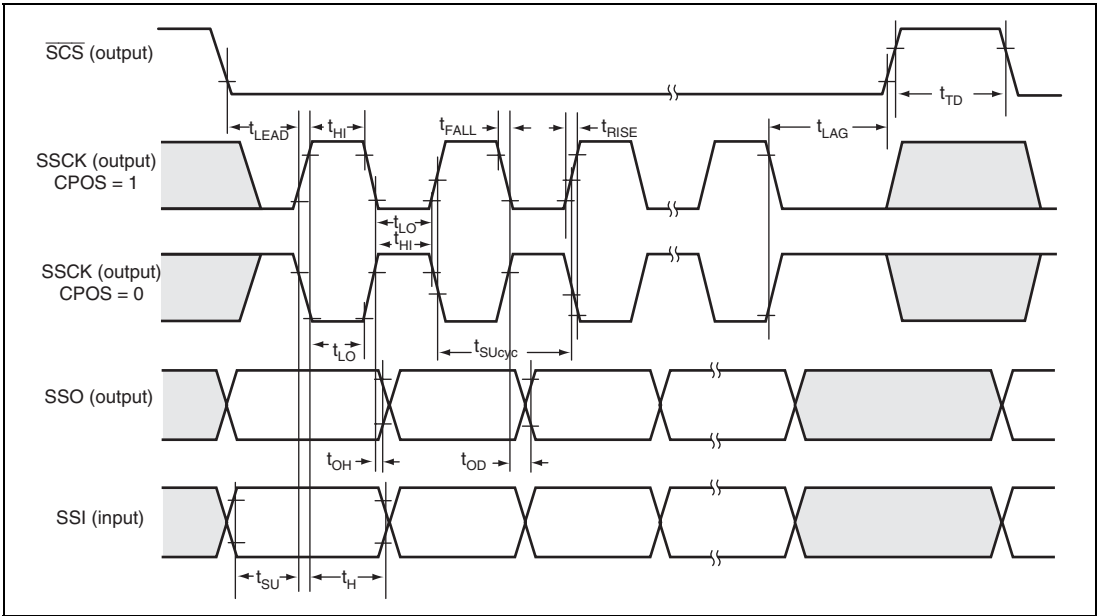 SCS (output)
tTD
tLEAD
tHI
tFALL
tRISE
tLAG
SSCK (output)
CPOS = 1
tLO
tHI
SSCK (output)
CPOS = 0
tLO
tSUcyc
SSO (output)
tOH
tOD
SSI (input)
tSU
tH